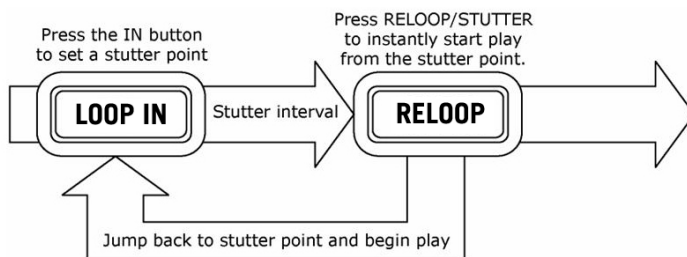 Press the IN button
to set a stutter point
Press RELOOP/STUTTER
to instantly start play
from the stutter point.
LOOP IN
Stutter interval
RELOOP
Jump back to stutter point and begin play